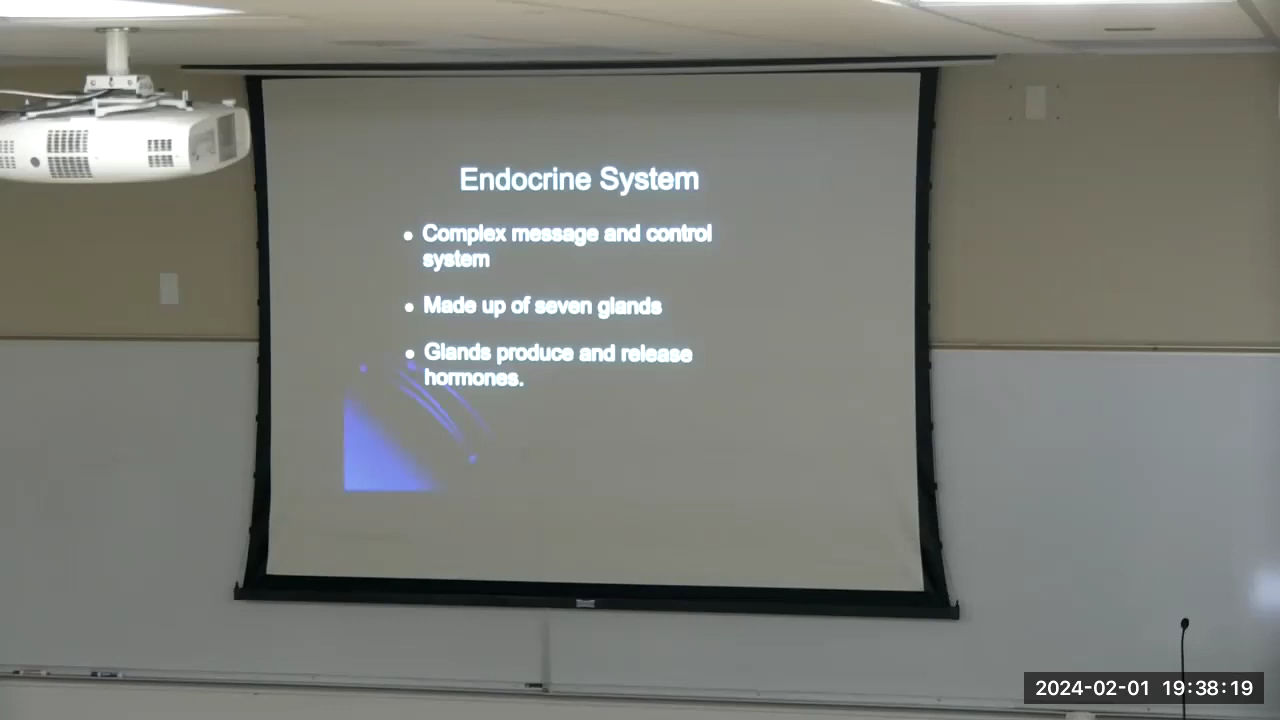 Endocrine System
• Complex message and control
system
• Made up of seven glands
• Glands produce and release
hormones.
2024-02-01 19:38:19